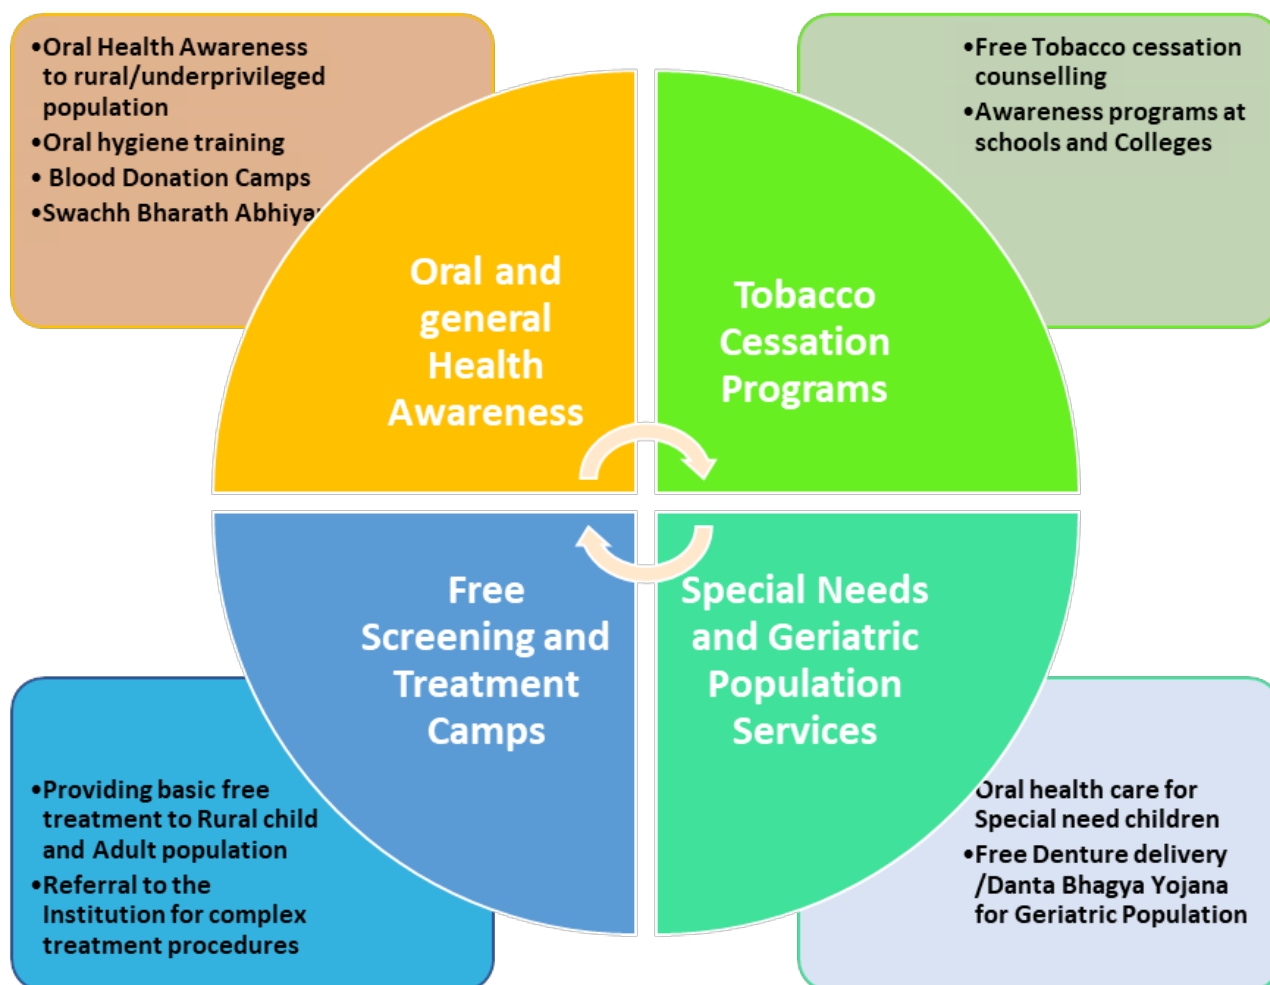 •Oral Health Awareness
to rural/underprivileged
population
•Oral hygiene training
• Blood Donation Camps
•Swachh Bharath Abhiya
•Free Tobacco cessation
counselling
•Awareness programs at
schools and Colleges
Oral and
general
Health
Awareness
Tobacco
Cessation
Programs
Free
Screening and
Treatment
Camps
Special Needs
and Geriatric
Population
Services
•Providing basic free
treatment to Rural child
and Adult population
•Referral to the
Institution for complex
treatment procedures
Oral health care for
Special need children
•Free Denture delivery
/Danta Bhagya Yojana
for Geriatric Population